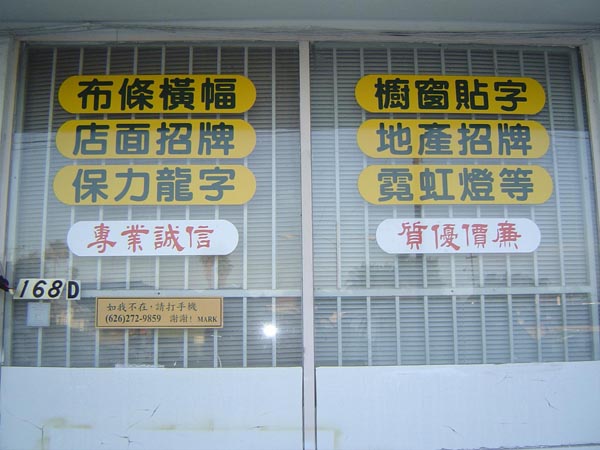 布條橫幅
店面招牌
保力龍字
專業誠信
櫥窗貼字
地產招牌
霓虹燈等
質優價廉
168D
如我不在，請打手機
(626)272-9859 謝謝! MARK